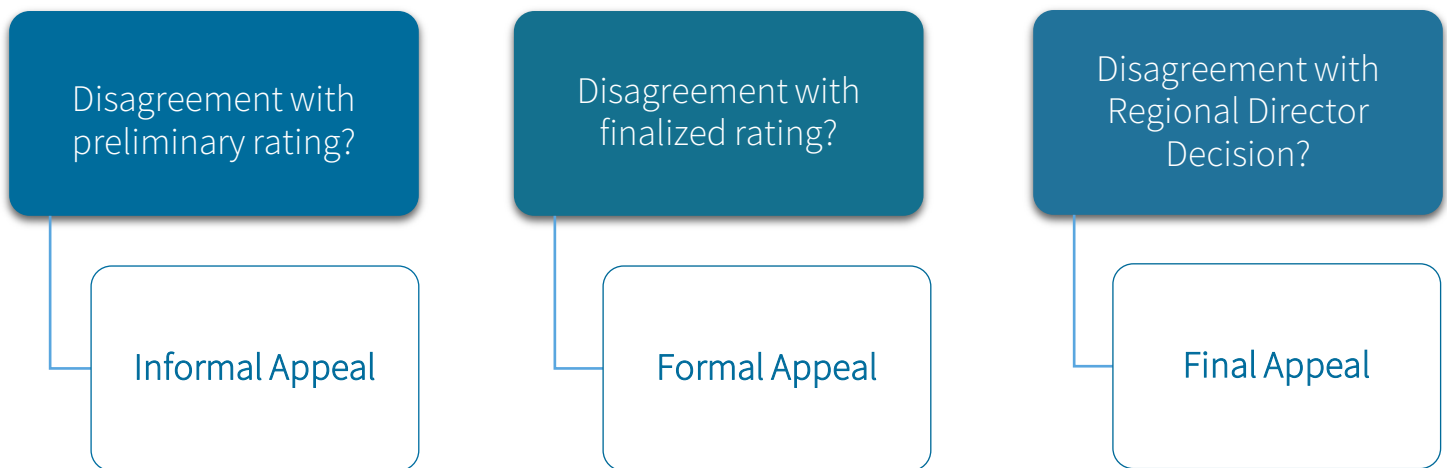 Disagreement with
preliminary rating?
Informal Appeal
Disagreement with
finalized rating?
Formal Appeal
Disagreement with
Regional Director
Decision?
Final Appeal